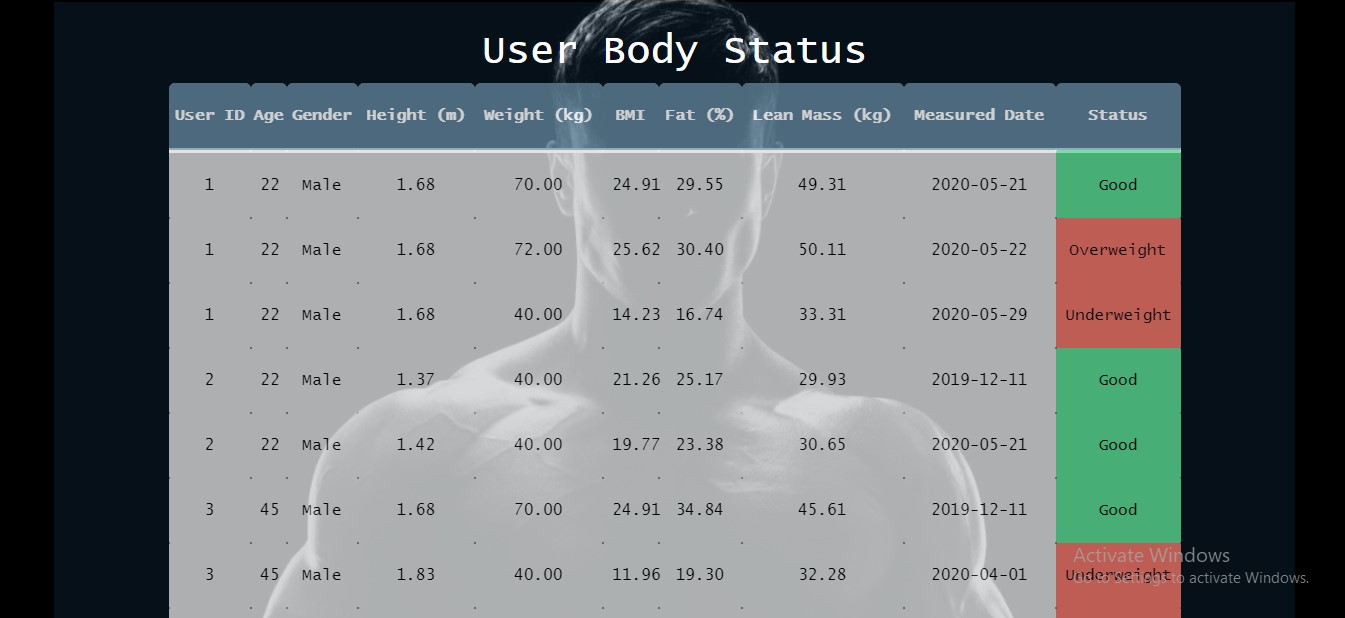 User Body Status
User ID Age Gender Height (m) Weight (kg) BMI Fat (%) Lean Mass (kg) Measured Date Status
1 22 Male 1.68 70.00 24.91 29.55 49.31 2020-05-21 Good
1 22 Male 1.68 72.00 25.62 30.40 50.11 2020-05-22 Overweight
1 22 Male 1.68 40.00 14.23 16.74 33.31 2020-05-29 Underweight
2 22 Male 1.37 40.00 21.26 25.17 29.93 2019-12-11 Good
2 22 Male 1.42 40.00 19.77 23.38 30.65 2020-05-21 Good
3 45 Male 1.68 70.00 24.91 34.84 45.61 2019-12-11 Good
Activate Windows
3 45 Male 1.83 40.00 11.96 19.30 32.28 2020-04-01 Underweight
Go to Settings to activate Windows.